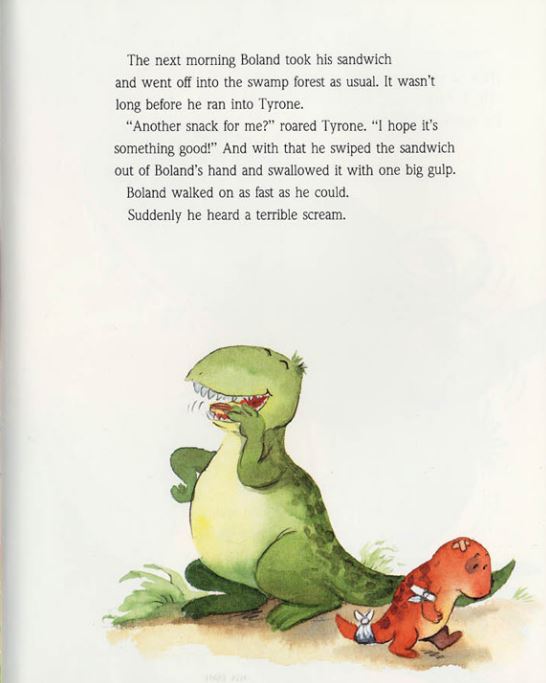 The next morning Boland took his sandwich
and went off into the swamp forest as usual. It wasn't
long before he ran into Tyrone.
“Another snack for me?” roared Tyrone. “I hope it's
something good!” And with that he swiped the sandwich
out of Boland's hand and swallowed it with one big gulp.
Boland walked on as fast as he could.
Suddenly he heard a terrible scream.